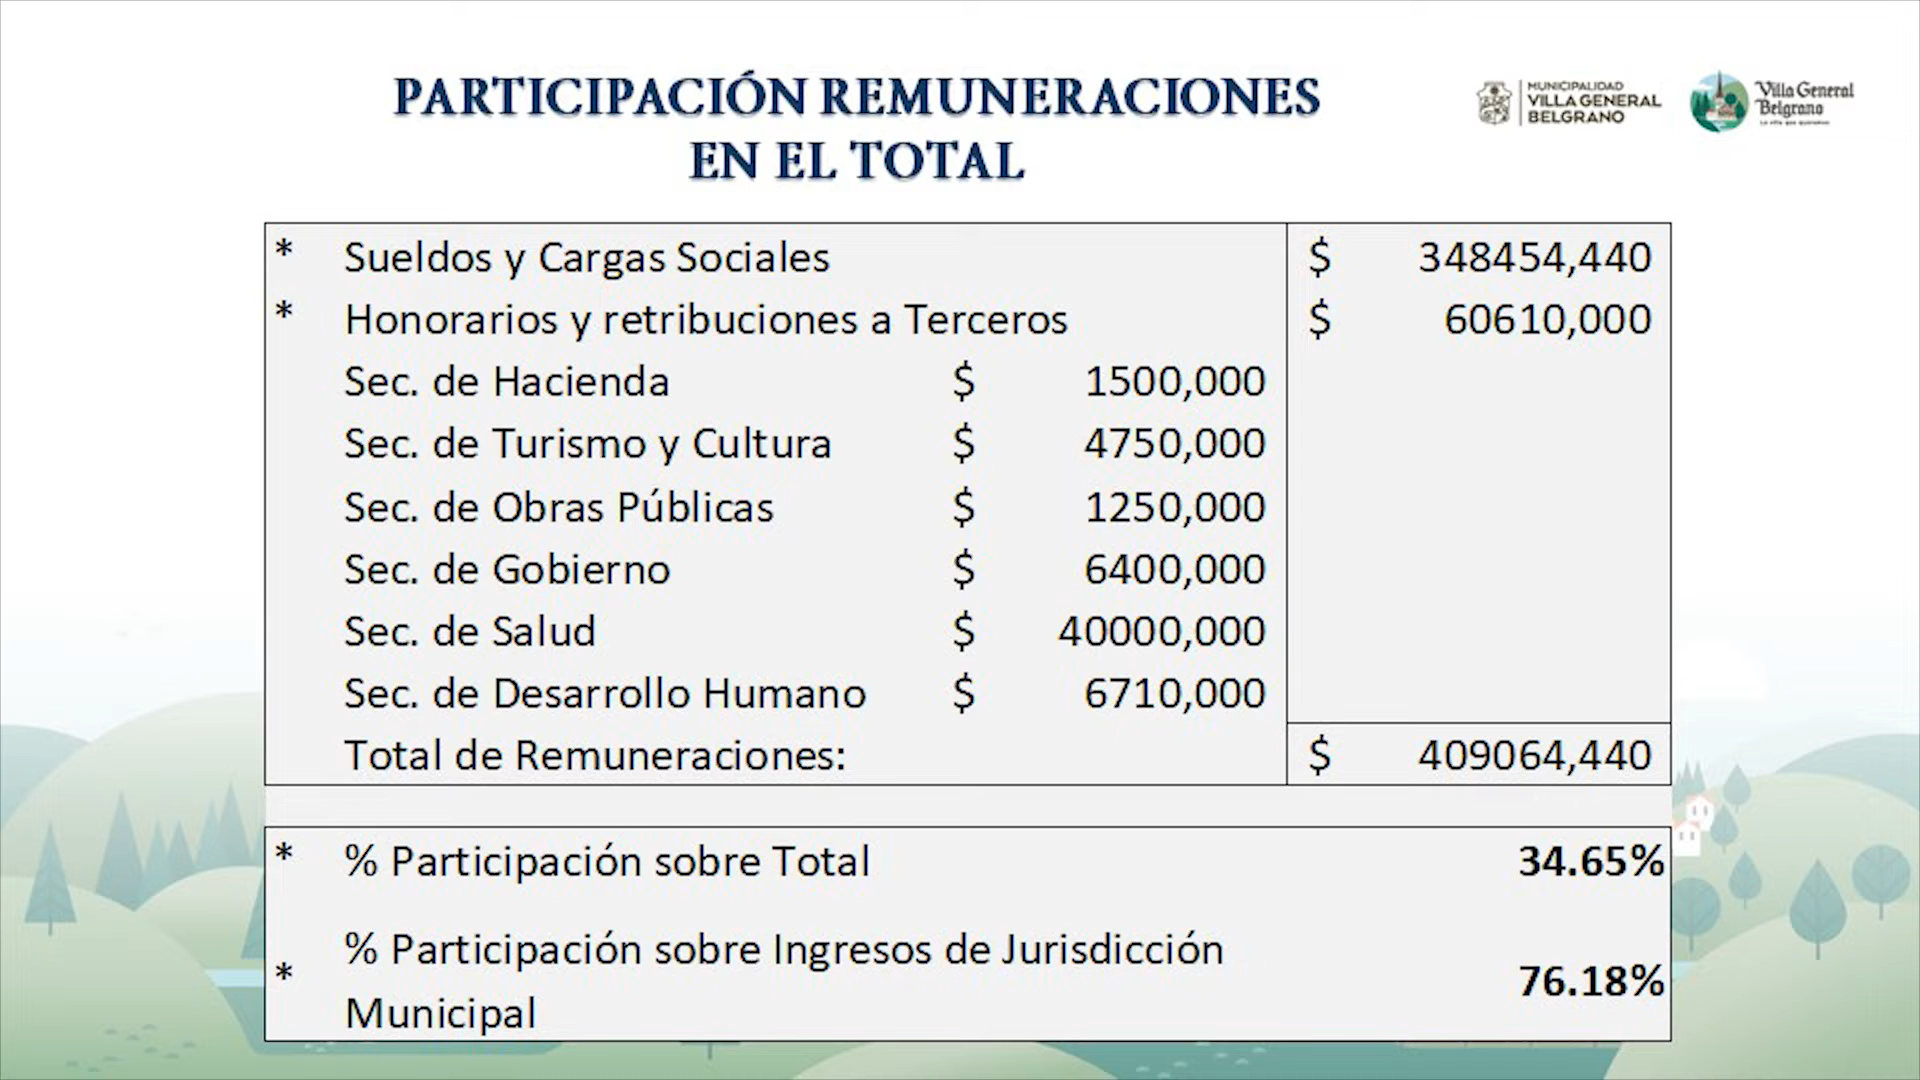 PARTICIPACIÓN REMUNERACIONES
EN EL TOTAL
MUNICIPALIDAD
VILLA GENERAL
BELGRANO
Villa General
Belgrano
* Sueldos y Cargas Sociales $ 348454,440
* Honorarios y retribuciones a Terceros $ 60610,000
Sec. de Hacienda $ 1500,000
Sec. de Turismo y Cultura $ 4750,000
Sec. de Obras Públicas $ 1250,000
Sec. de Gobierno $ 6400,000
Sec. de Salud $ 40000,000
Sec. de Desarrollo Humano $ 6710,000
Total de Remuneraciones: $ 409064,440
* % Participación sobre Total 34.65%
* % Participación sobre Ingresos de Jurisdicción
Municipal 76.18%